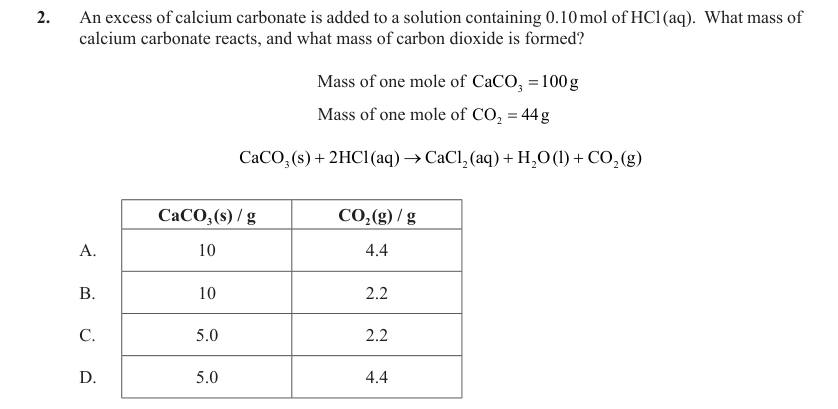 2. An excess of calcium carbonate is added to a solution containing 0.10 mol of HCl (aq). What mass of
calcium carbonate reacts, and what mass of carbon dioxide is formed?
Mass of one mole of CaCO₃ = 100 g
Mass of one mole of CO₂ = 44 g
CaCO₃(s) + 2HCl(aq) → CaCl₂(aq) + H₂O(l) + CO₂(g)
CaCO₃(s) / g CO₂(g) / g
A. 10 4.4
B. 10 2.2
C. 5.0 2.2
D. 5.0 4.4